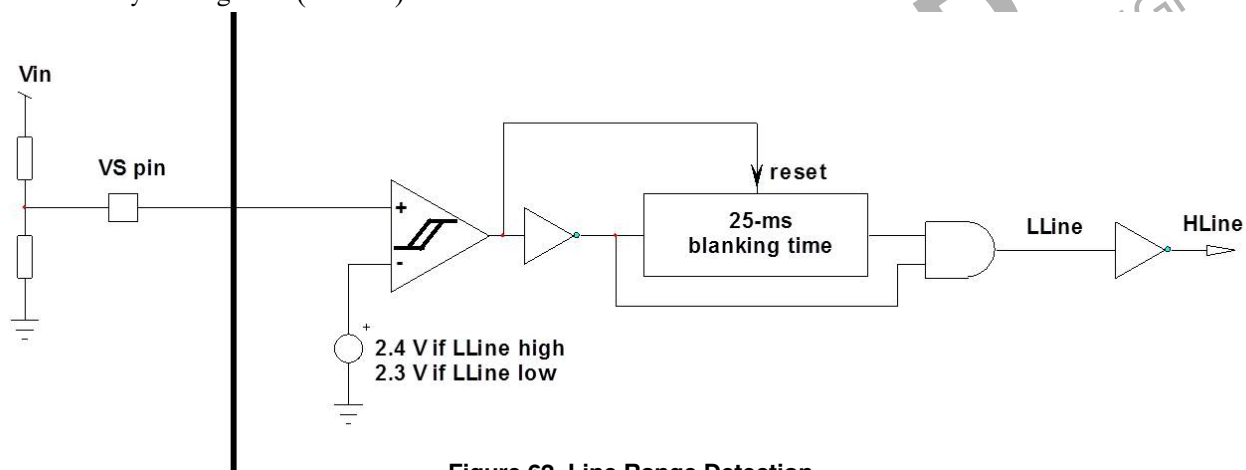 Vin
VS pin
+
-
+
2.4 V if LLine high
2.3 V if LLine low
reset
25-ms
blanking time
LLine
HLine
Figure 62. Line Range Detection